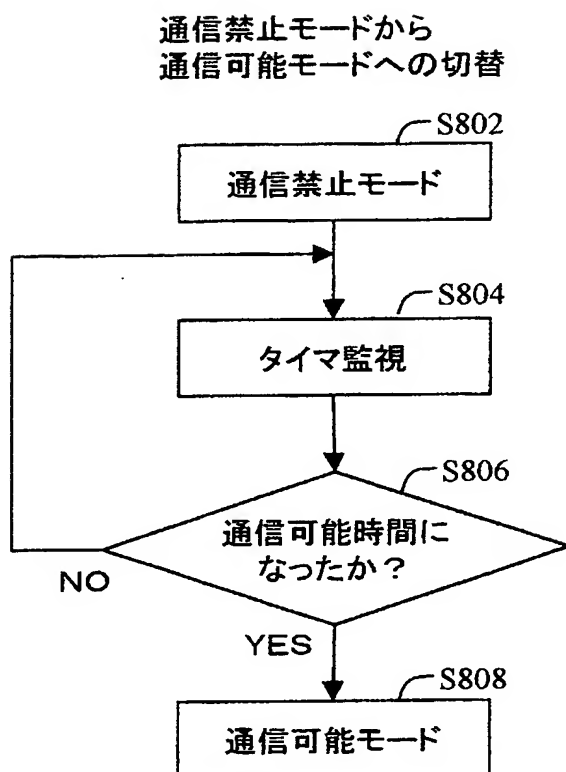 通信禁止モードから
通信可能モードへの切替
S802
通信禁止モード
S804
タイマ監視
S806
通信可能時間に
なったか？
NO
YES
S808
通信可能モード